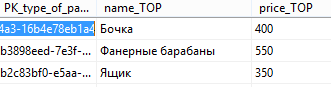 PK_type_of_pa... name_TOP price_TOP
4a3-16b4e78eb1a4 Бочка 400
b3898eed-7e3f-... Фанерные барабаны 550
b2c83bf0-e5aa-... Ящик 350